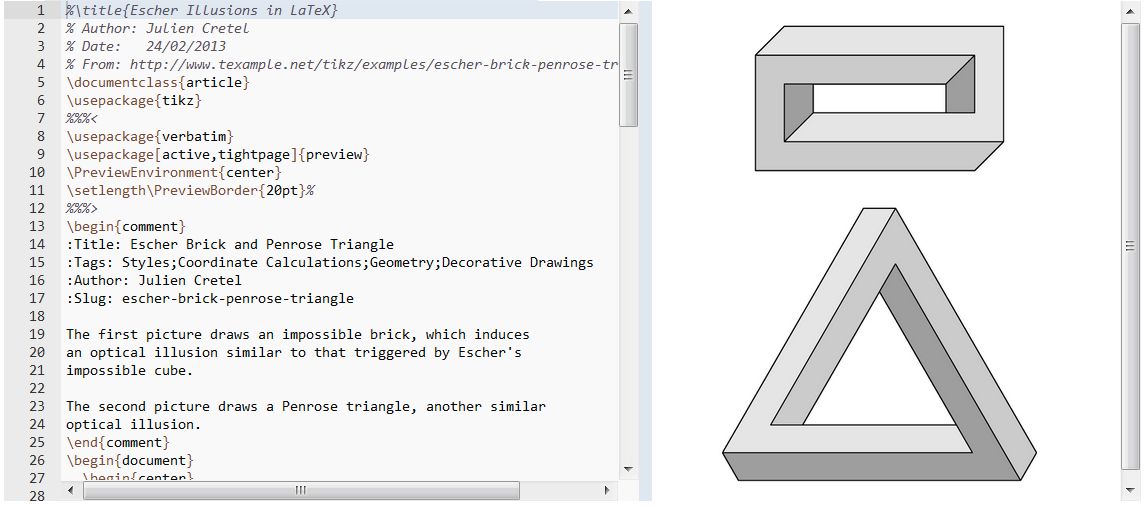 1 %\title{Escher Illusions in LaTeX}
2 % Author: Julien Cretel
3 % Date:   24/02/2013
4 % From: http://www.texample.net/tikz/examples/escher-brick-penrose-tr
5 \documentclass{article}
6 \usepackage{tikz}
7 %%%<
8 \usepackage{verbatim}
9 \usepackage[active,tightpage]{preview}
10 \PreviewEnvironment{center}
11 \setlength\PreviewBorder{20pt}%
12 %%%>
13 \begin{comment}
14 :Title: Escher Brick and Penrose Triangle
15 :Tags: Styles;Coordinate Calculations;Geometry;Decorative Drawings
16 :Author: Julien Cretel
17 :Slug: escher-brick-penrose-triangle
18
19 The first picture draws an impossible brick, which induces
20 an optical illusion similar to that triggered by Escher's
21 impossible cube.
22
23 The second picture draws a Penrose triangle, another similar
24 optical illusion.
25 \end{comment}
26 \begin{document}
27   \begin{center}
28